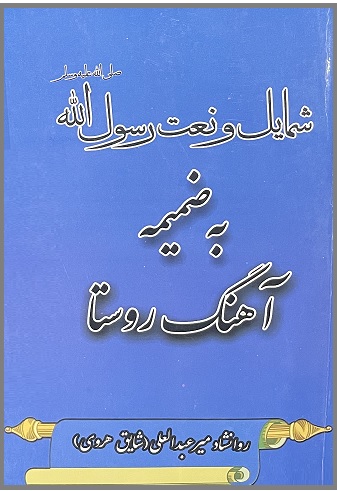 صلی الله علیه وسلم
شمایل و نعت رسول الله
به ضمیمه
آهنگ روستا
روانشاد میر عبدالعلی (شایق هروی)